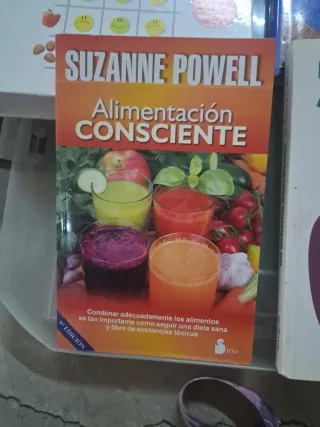 SUZANNE POWELL
Alimentación
CONSCIENTE
Combinar adecuadamente los alimentos
es tan importante como seguir una dieta sana
y libre de sustancias tóxicas
EDICIÓN
Sirio